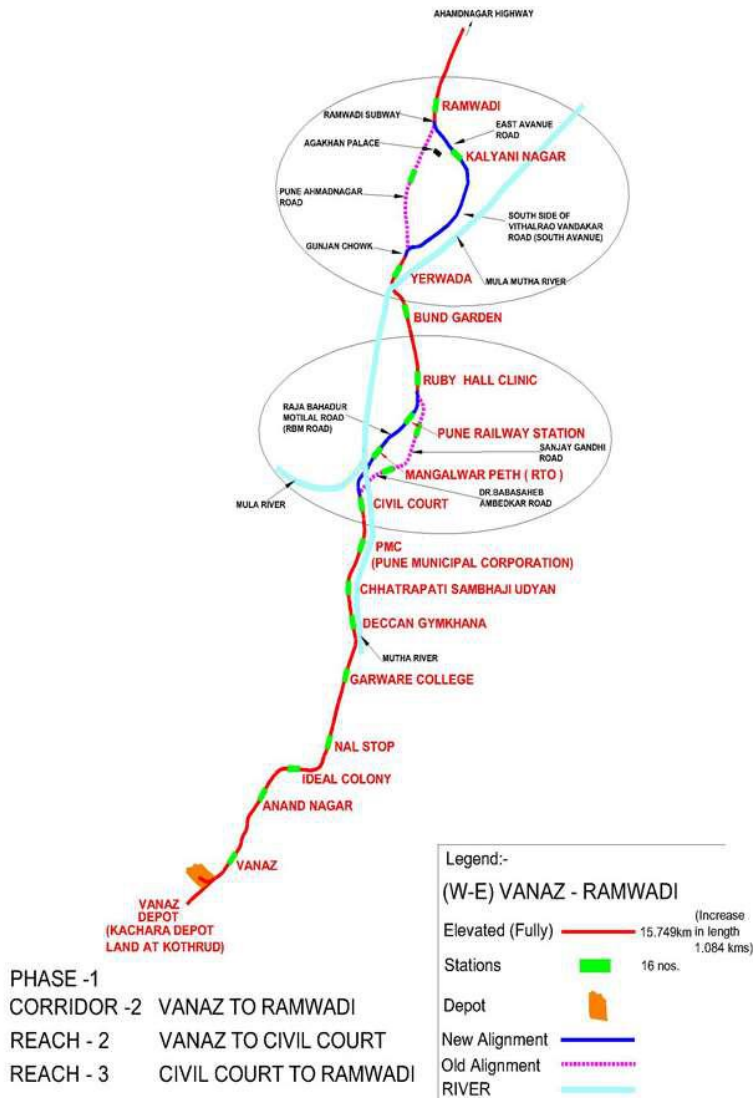 AHAMDNAGAR HIGHWAY
RAMWADI
RAMWADI SUBWAY
EAST AVANUE
ROAD
AGAKHAN PALACE
KALYANI NAGAR
PUNE AHMADNAGAR
ROAD
SOUTH SIDE OF
VITHALRAO VANDAKAR
ROAD (SOUTH AVANUE)
GUNJAN CHOWK
YERWADA
MULA MUTHA RIVER
BUND GARDEN
RUBY HALL CLINIC
RAJA BAHADUR
MOTILAL ROAD
(RBM ROAD)
PUNE RAILWAY STATION
SANJAY GANDHI
ROAD
MANGALWAR PETH ( RTO )
DR.BABASAHEB
AMBEDKAR ROAD
MULA RIVER
CIVIL COURT
PMC
(PUNE MUNICIPAL CORPORATION)
CHHATRAPATI SAMBHAJI UDYAN
DECCAN GYMKHANA
MUTHA RIVER
GARWARE COLLEGE
NAL STOP
IDEAL COLONY
ANAND NAGAR
VANAZ
VANAZ
DEPOT
(KACHARA DEPOT
LAND AT KOTHRUD)
PHASE -1
CORRIDOR -2 VANAZ TO RAMWADI
REACH - 2 VANAZ TO CIVIL COURT
REACH - 3 CIVIL COURT TO RAMWADI
Legend:-
(W-E) VANAZ - RAMWADI
Elevated (Fully) 15.749km (Increase
in length
1.084 kms)
Stations 16 nos.
Depot
New Alignment
Old Alignment
RIVER